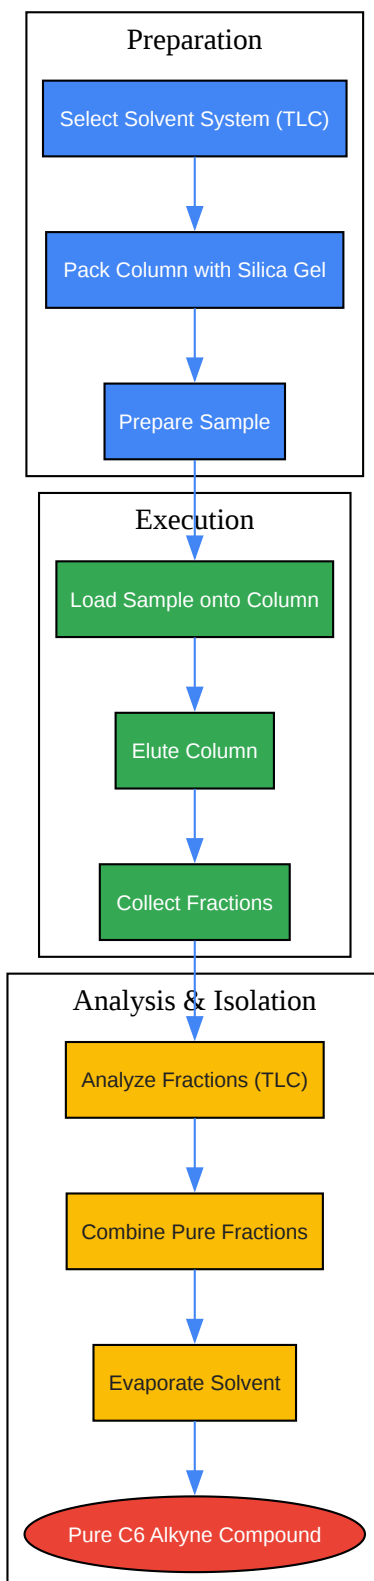 Preparation
Select Solvent System (TLC)
Pack Column with Silica Gel
Prepare Sample
Execution
Load Sample onto Column
Elute Column
Collect Fractions
Analysis & Isolation
Analyze Fractions (TLC)
Combine Pure Fractions
Evaporate Solvent
Pure C6 Alkyne Compound